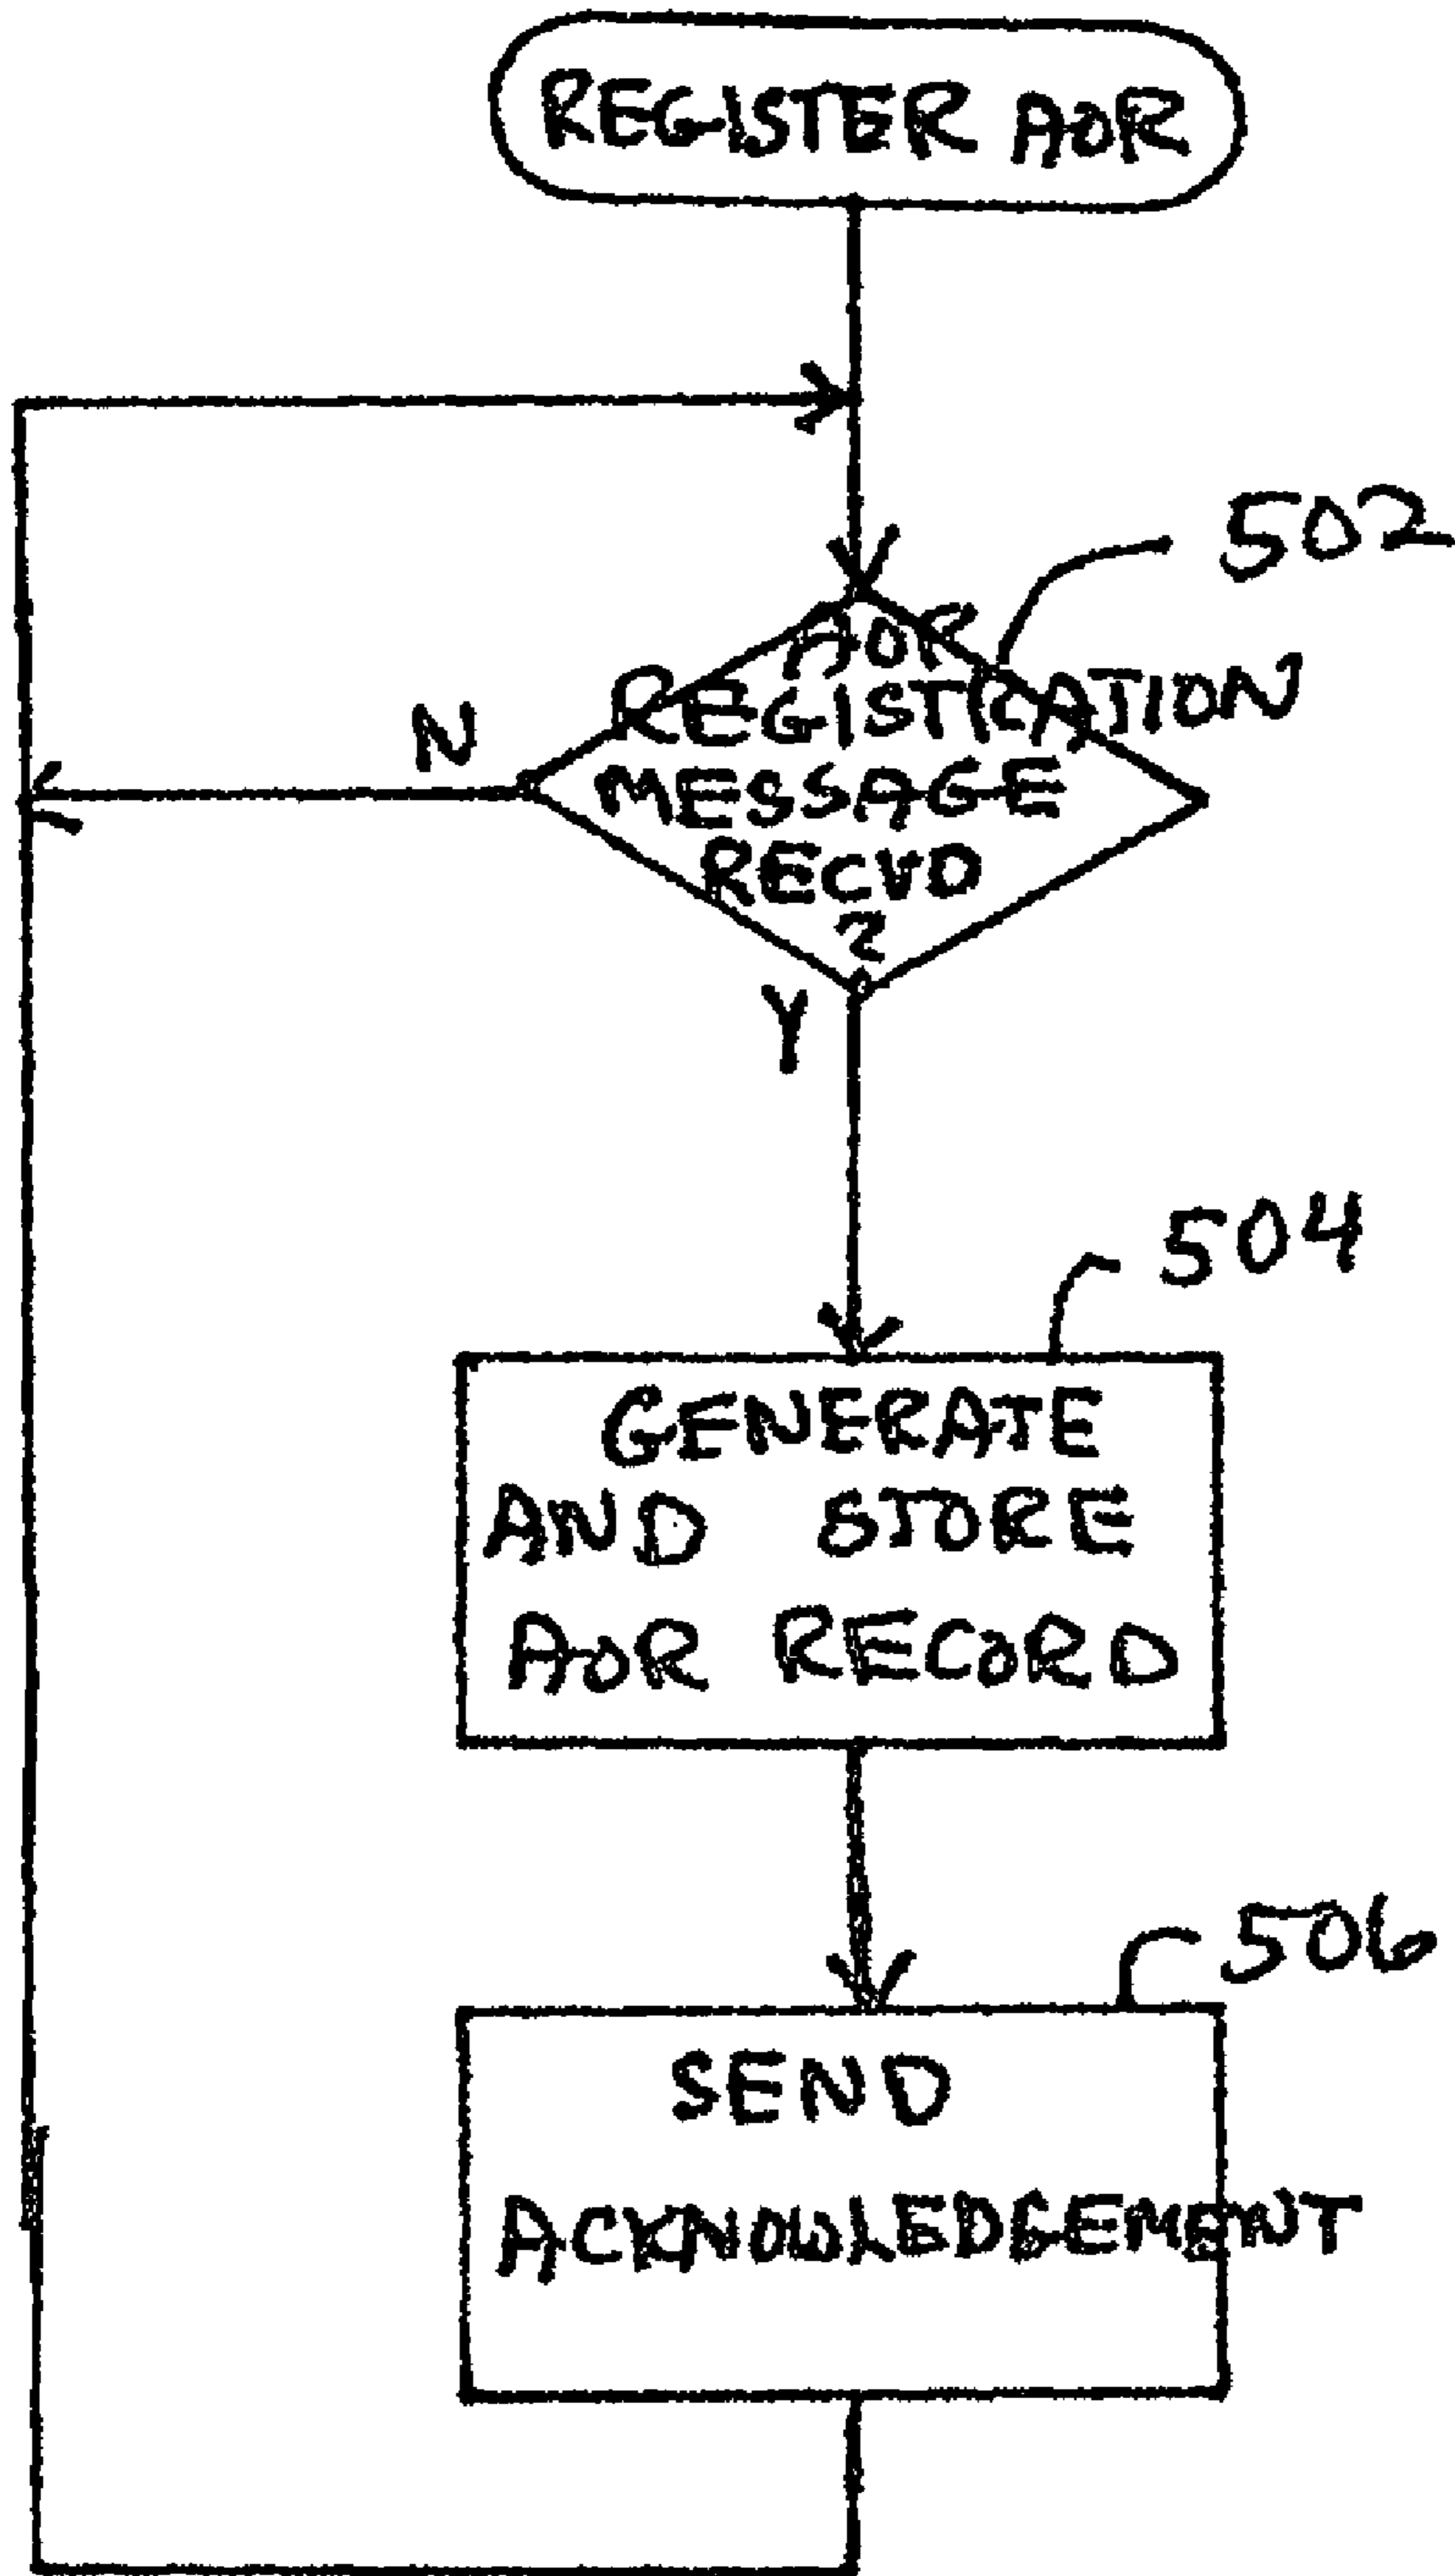 REGISTER AOR
502
AOR
REGISTRATION
MESSAGE
RECVD
?
N
Y
504
GENERATE
AND STORE
AOR RECORD
506
SEND
ACKNOWLEDGEMENT